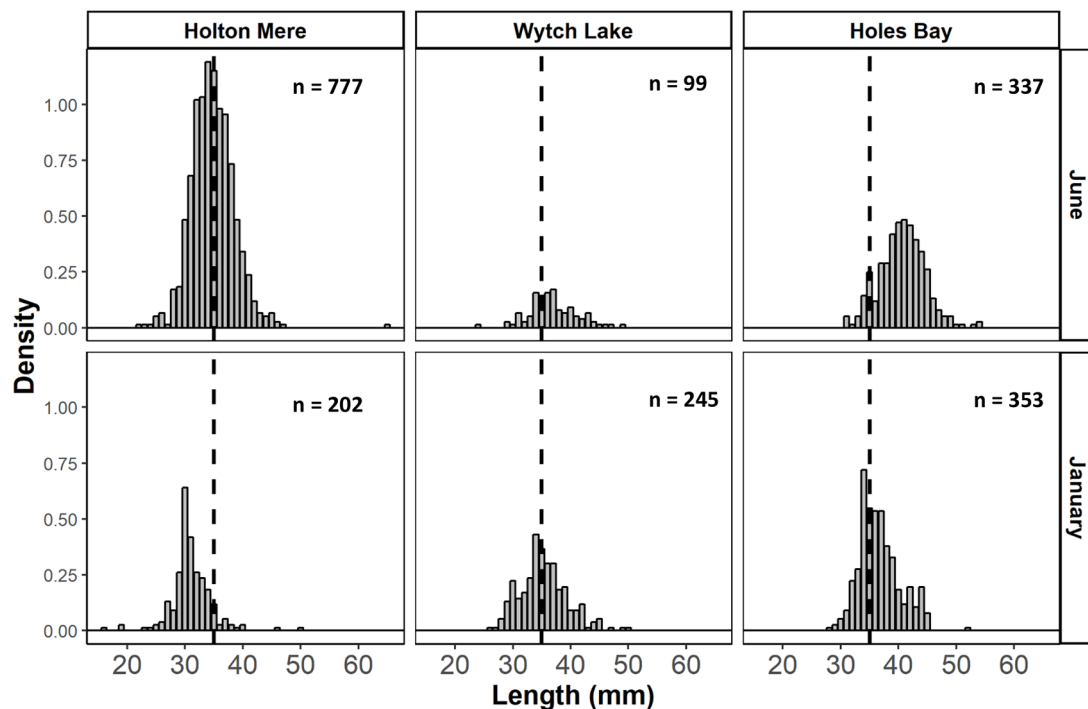 Holton Mere Wytch Lake Holes Bay
n = 777 n = 99 n = 337
June
1.00
0.75
0.50
0.25
0.00
Density
n = 202 n = 245 n = 353
January
1.00
0.75
0.50
0.25
0.00
20 30 40 50 60 20 30 40 50 60 20 30 40 50 60
Length (mm)